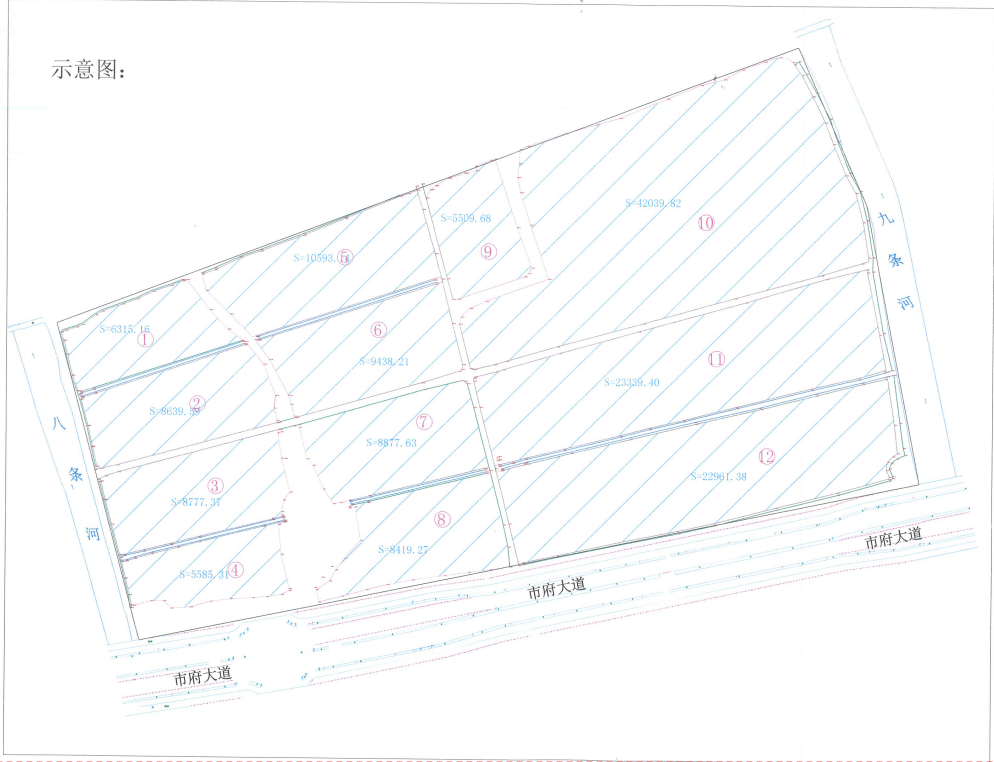 示意图：
S=42039.82
⑩
S=5509.68
⑨
九条河
S=10593.
⑤
S=6315.16
①
⑥
S=9438.21
S=8639.59
②
⑪
S=23339.40
八条河
⑦
S=8877.63
③
S=8777.37
⑫
S=22961.38
⑧
S=8419.27
S=5585.31
④
市府大道
市府大道
市府大道